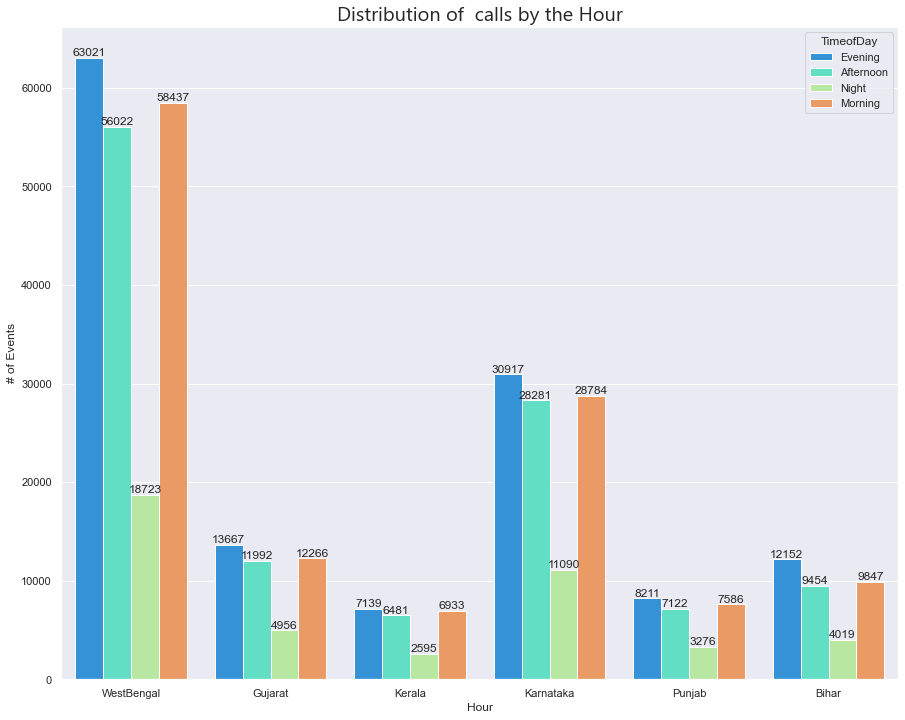 Distribution of  calls by the Hour
TimeofDay
Evening
Afternoon
Night
Morning
# of Events
60000
50000
40000
30000
20000
10000
0
63021
56022
18723
58437
13667
11992
4956
12266
7139
6481
2595
6933
30917
28281
11090
28784
8211
7122
3276
7586
12152
9454
4019
9847
WestBengal
Gujarat
Kerala
Karnataka
Punjab
Bihar
Hour